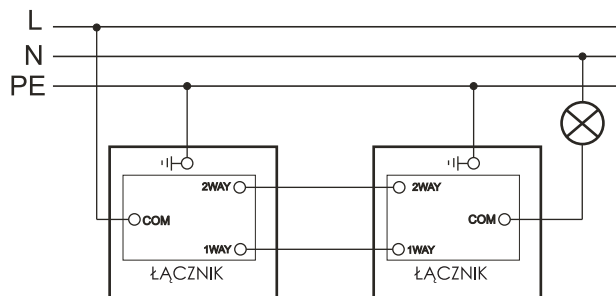 L
N
PE
2WAY 2WAY
COM COM
1WAY 1WAY
ŁĄCZNIK ŁĄCZNIK